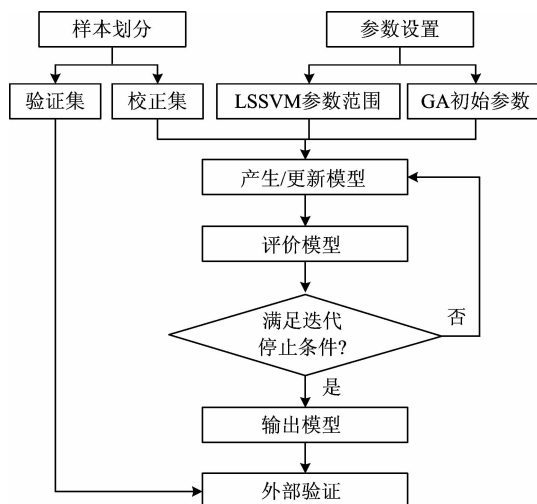 样本划分
参数设置
验证集
校正集
LSSVM参数范围
GA初始参数
产生/更新模型
评价模型
满足迭代
停止条件?
否
是
输出模型
外部验证